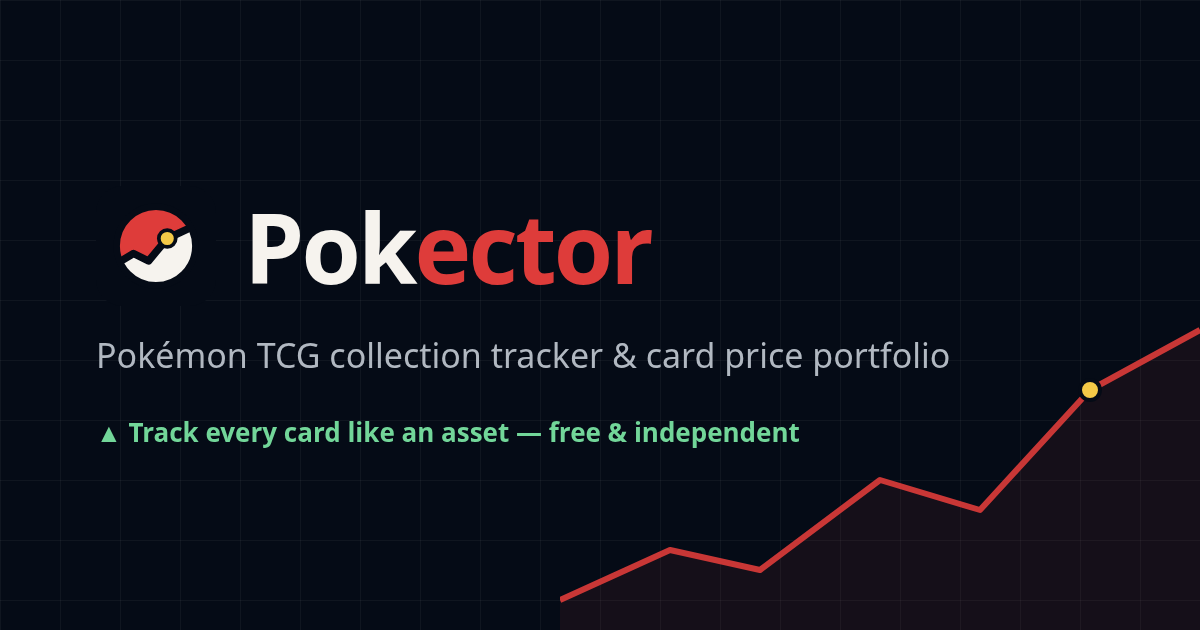 Pokector
Pokémon TCG collection tracker & card price portfolio
▲ Track every card like an asset — free & independent